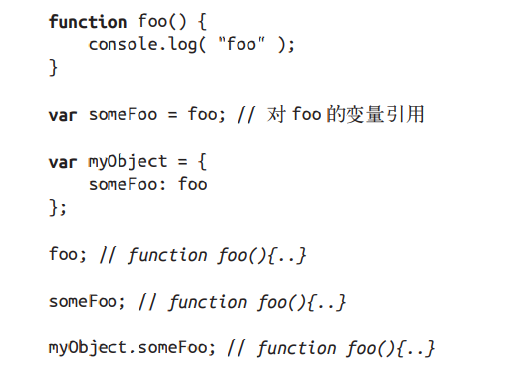 function foo() {
    console.log( "foo" );
}
var someFoo = foo; // 对 foo 的变量引用
var myObject = {
    someFoo: foo
};
foo; // function foo(){..}
someFoo; // function foo(){..}
myObject.someFoo; // function foo(){..}